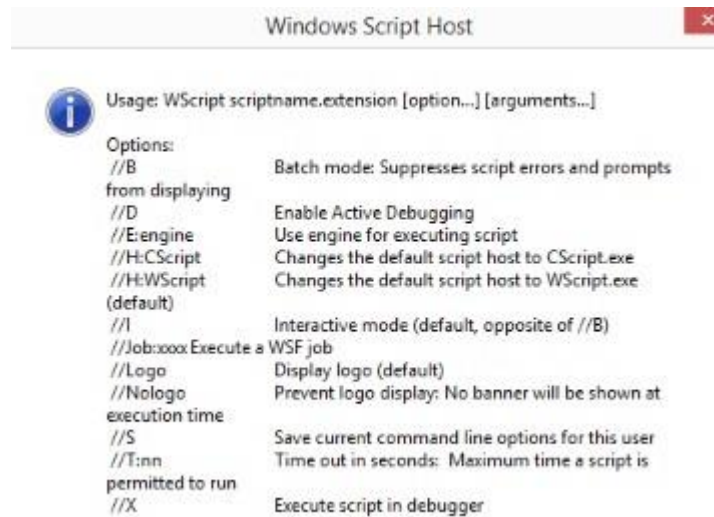 Windows Script Host
Usage: WScript scriptname.extension [option...] [arguments...]
Options:
//B Batch mode: Suppresses script errors and prompts
from displaying
//D Enable Active Debugging
//E:engine Use engine for executing script
//H:CScript Changes the default script host to CScript.exe
//H:WScript Changes the default script host to WScript.exe
(default)
//I Interactive mode (default, opposite of //B)
//Job:xxxx Execute a WSF job
//Logo Display logo (default)
//Nologo Prevent logo display: No banner will be shown at
execution time
//S Save current command line options for this user
//T:nn Time out in seconds: Maximum time a script is
permitted to run
//X Execute script in debugger